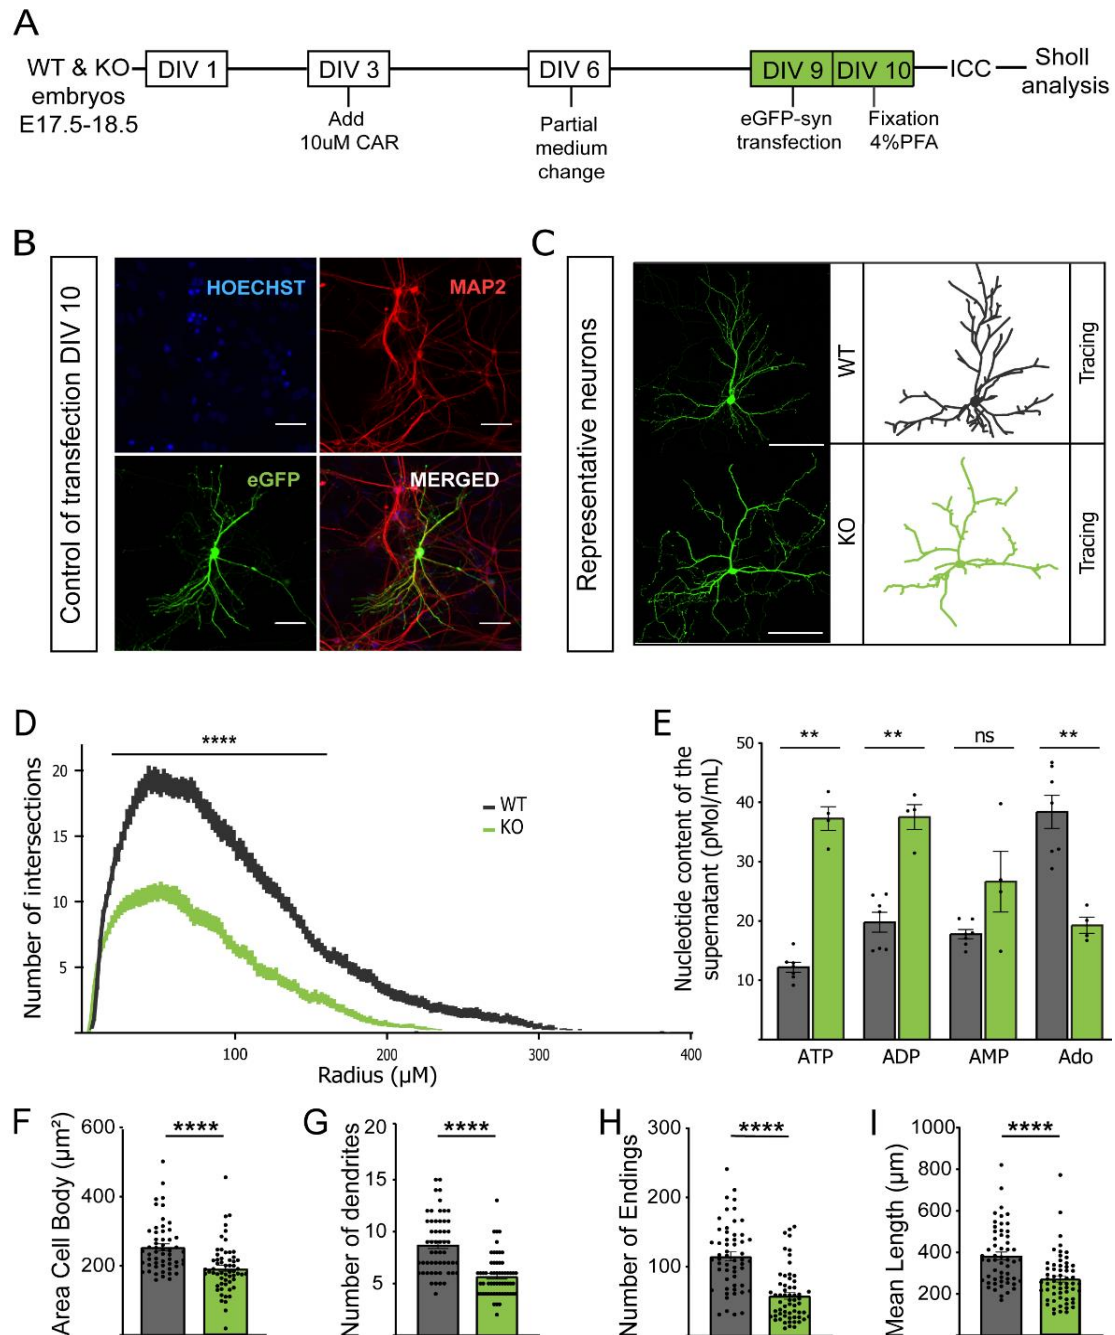 A
WT & KO
embryos
E17.5-18.5
DIV 1
DIV 3
DIV 6
DIV 9
DIV 10
ICC
Sholl
analysis
Add
10uM CAR
Partial
medium
change
eGFP-syn
transfection
Fixation
4%PFA
B
Control of transfection DIV 10
HOECHST
MAP2
eGFP
MERGED
C
Representative neurons
WT
KO
Tracing
Tracing
D
****
Number of intersections
20
15
10
5
WT
KO
100
200
300
400
Radius (µM)
E
Nucleotide content of the
supernatant (pMol/mL)
50
40
30
20
10
**
**
ns
**
ATP
ADP
AMP
Ado
F
Area Cell Body (µm²)
600
400
200
****
G
Number of dendrites
20
15
10
5
****
H
Number of Endings
300
200
100
****
I
Mean Length (µm)
1000
800
600
400
200
****